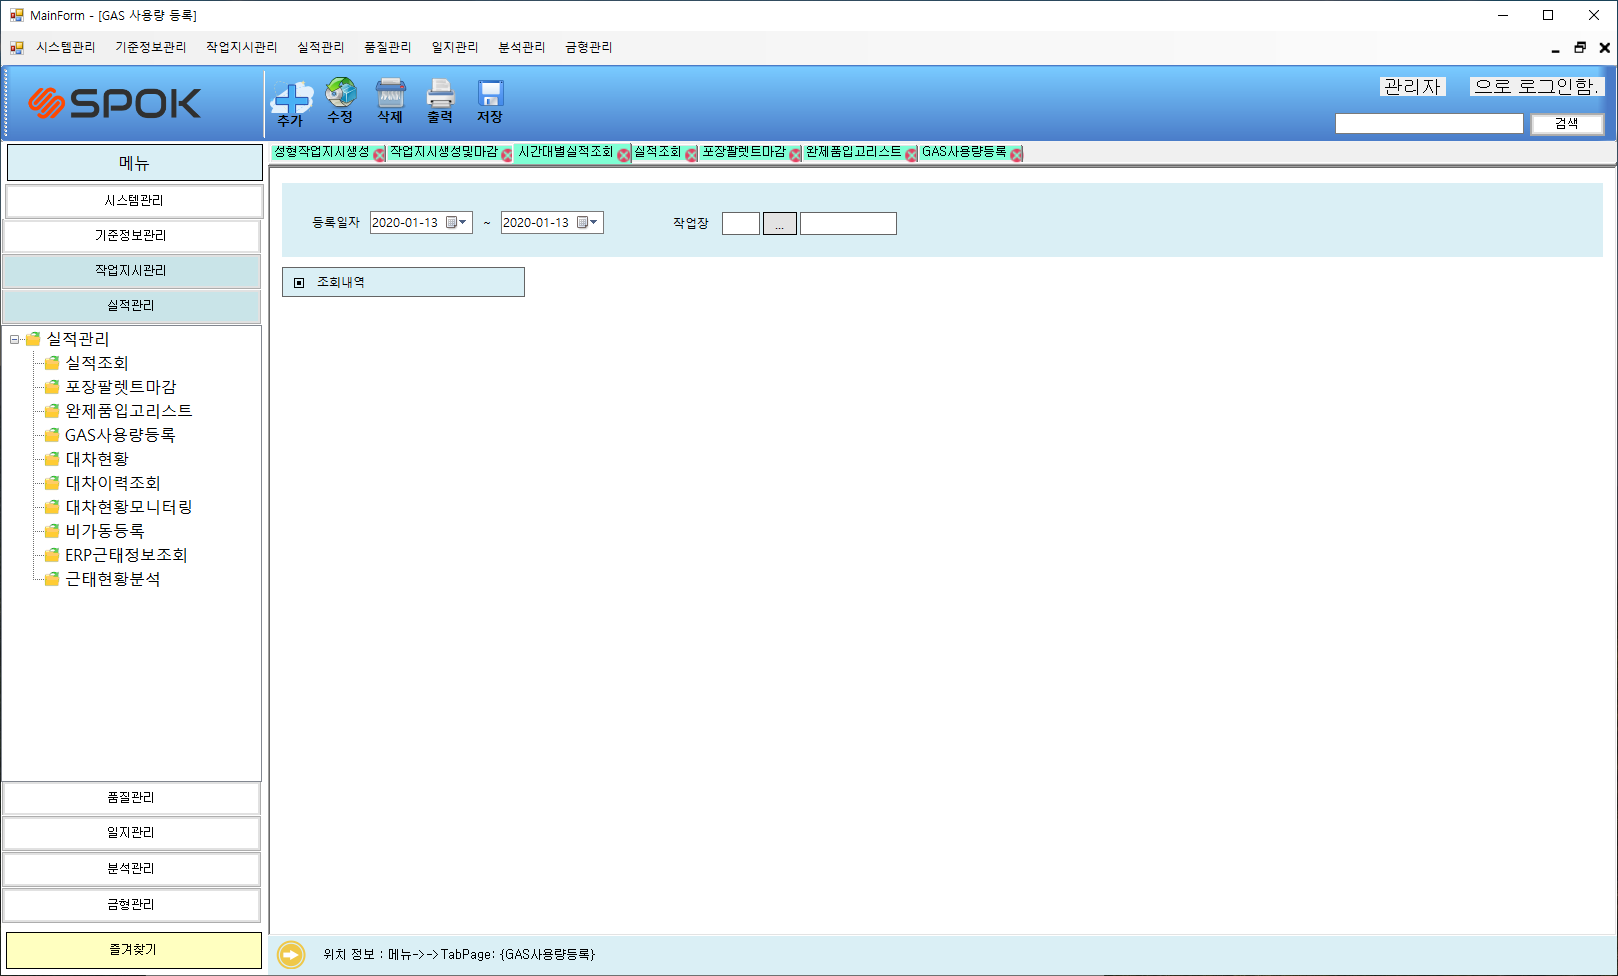 MainForm - [GAS 사용량 등록]
시스템관리 기준정보관리 작업지시관리 실적관리 품질관리 일지관리 분석관리 금형관리
SPOK
추가 수정 삭제 출력 저장
관리자 으로 로그인함.
검색
메뉴
시스템관리
기준정보관리
작업지시관리
실적관리
실적관리
실적조회
포장팔렛트마감
완제품입고리스트
GAS사용량등록
대차현황
대차이력조회
대차현황모니터링
비가동등록
ERP근태정보조회
근태현황분석
품질관리
일지관리
분석관리
금형관리
즐겨찾기
성형작업지시생성 작업지시생성및마감 시간대별실적조회 실적조회 포장팔렛트마감 완제품입고리스트 GAS사용량등록
등록일자 2020-01-13 ~ 2020-01-13 작업장 ...
조회내역
위치 정보 : 메뉴->->TabPage: {GAS사용량등록}